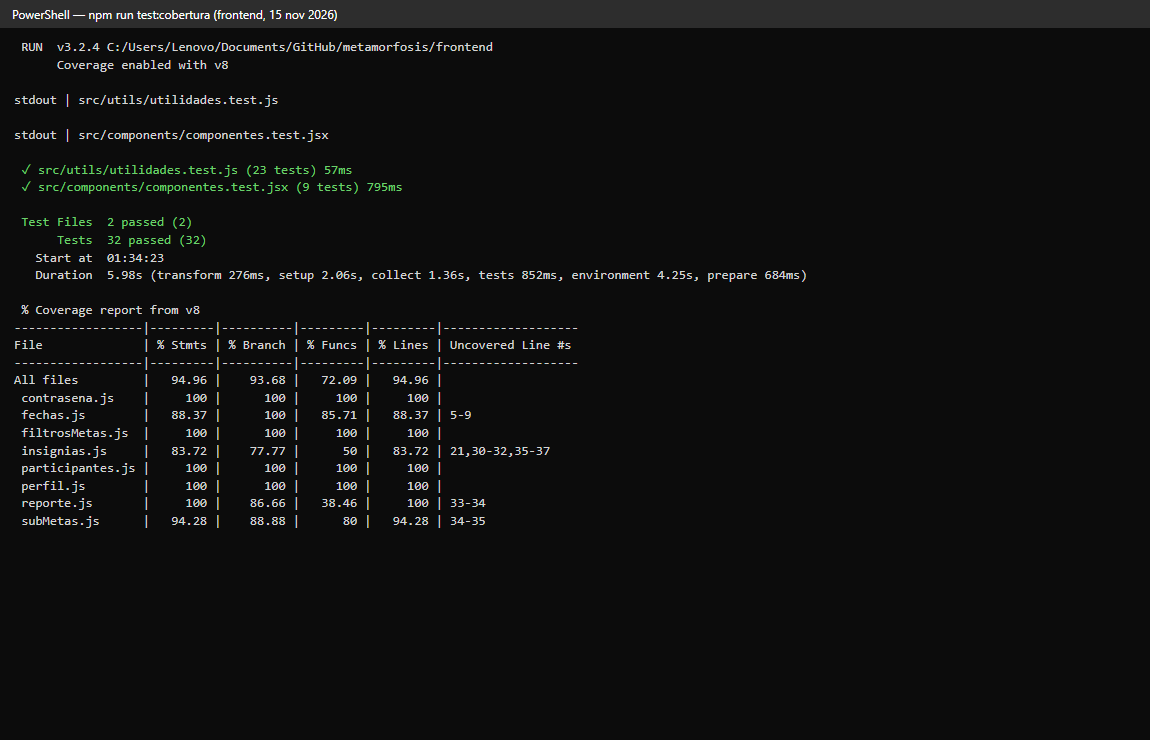 PowerShell — npm run test:cobertura (frontend, 15 nov 2026)
RUN  v3.2.4 C:/Users/Lenovo/Documents/GitHub/metamorfosis/frontend
Coverage enabled with v8
stdout | src/utils/utilidades.test.js
stdout | src/components/componentes.test.jsx
✓ src/utils/utilidades.test.js (23 tests) 57ms
✓ src/components/componentes.test.jsx (9 tests) 795ms
Test Files  2 passed (2)
Tests  32 passed (32)
Start at  01:34:23
Duration  5.98s (transform 276ms, setup 2.06s, collect 1.36s, tests 852ms, environment 4.25s, prepare 684ms)
% Coverage report from v8
------------------|---------|----------|---------|---------|-------------------
File              | % Stmts | % Branch | % Funcs | % Lines | Uncovered Line #s
------------------|---------|----------|---------|---------|-------------------
All files         |   94.96 |    93.68 |   72.09 |   94.96 |
 contrasena.js    |     100 |      100 |     100 |     100 |
 fechas.js        |   88.37 |      100 |   85.71 |   88.37 | 5-9
 filtrosMetas.js  |     100 |      100 |     100 |     100 |
 insignias.js     |   83.72 |    77.77 |      50 |   83.72 | 21,30-32,35-37
 participantes.js |     100 |      100 |     100 |     100 |
 perfil.js        |     100 |      100 |     100 |     100 |
 reporte.js       |     100 |    86.66 |   38.46 |     100 | 33-34
 subMetas.js      |   94.28 |    88.88 |      80 |   94.28 | 34-35